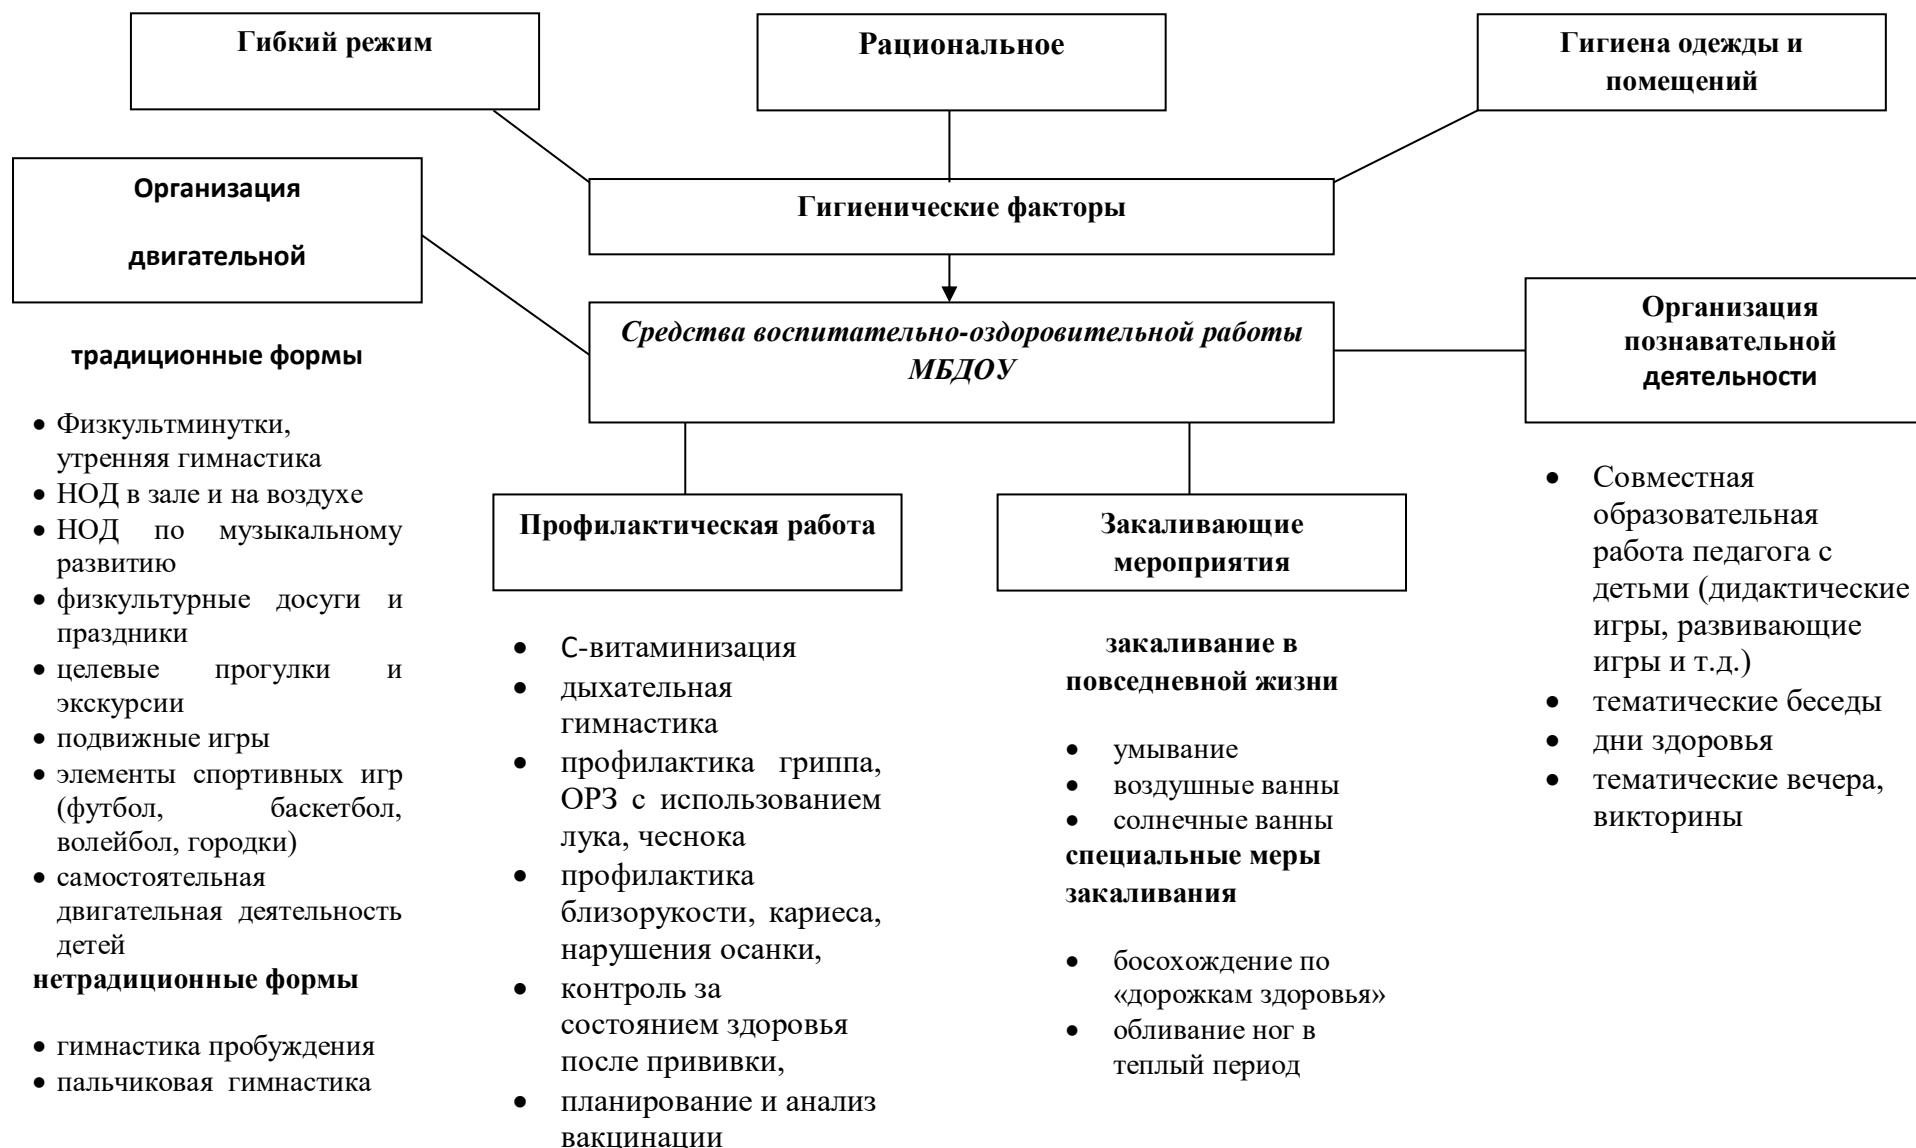 Гибкий режим
Рациональное
Гигиена одежды и
помещений
Организация
двигательной
Гигиенические факторы
Средства воспитательно-оздоровительной работы
МБДОУ
Организация
познавательной
деятельности
традиционные формы
• Физкультминутки,
утренняя гимнастика
• НОД в зале и на воздухе
• НОД по музыкальному
развитию
• физкультурные досуги и
праздники
• целевые прогулки и
экскурсии
• подвижные игры
• элементы спортивных игр
(футбол, баскетбол,
волейбол, городки)
• самостоятельная
двигательная деятельность
детей
нетрадиционные формы
• гимнастика пробуждения
• пальчиковая гимнастика
Профилактическая работа
• С-витаминизация
• дыхательная
гимнастика
• профилактика гриппа,
ОРЗ с использованием
лука, чеснока
• профилактика
близорукости, кариеса,
нарушения осанки,
• контроль за
состоянием здоровья
после прививки,
• планирование и анализ
вакцинации
Закаливающие
мероприятия
закаливание в
повседневной жизни
• умывание
• воздушные ванны
• солнечные ванны
специальные меры
закаливания
• босохождение по
«дорожкам здоровья»
• обливание ног в
теплый период
• Совместная
образовательная
работа педагога с
детьми (дидактические
игры, развивающие
игры и т.д.)
• тематические беседы
• дни здоровья
• тематические вечера,
викторины